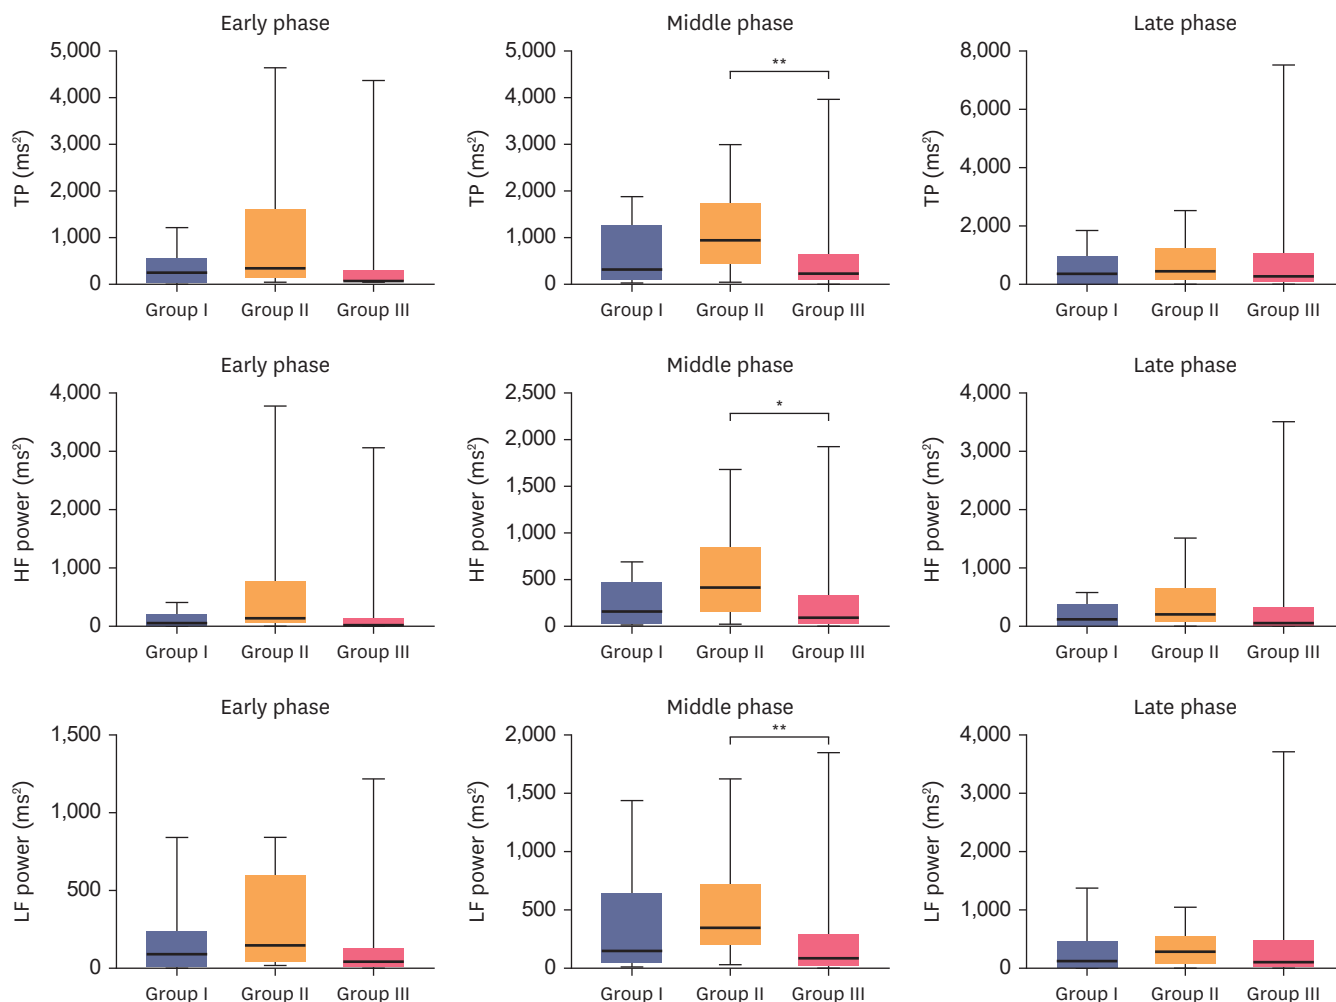 Early phase
Middle phase
Late phase
TP (ms²)
5,000
4,000
3,000
2,000
1,000
0
Group I Group II Group III
TP (ms²)
5,000
4,000
3,000
2,000
1,000
0
**
Group I Group II Group III
TP (ms²)
8,000
6,000
4,000
2,000
0
Group I Group II Group III
Early phase
Middle phase
Late phase
HF power (ms²)
4,000
3,000
2,000
1,000
0
Group I Group II Group III
HF power (ms²)
2,500
2,000
1,500
1,000
500
0
*
Group I Group II Group III
HF power (ms²)
4,000
3,000
2,000
1,000
0
Group I Group II Group III
Early phase
Middle phase
Late phase
LF power (ms²)
1,500
1,000
500
0
Group I Group II Group III
LF power (ms²)
2,000
1,500
1,000
500
0
**
Group I Group II Group III
LF power (ms²)
4,000
3,000
2,000
1,000
0
Group I Group II Group III